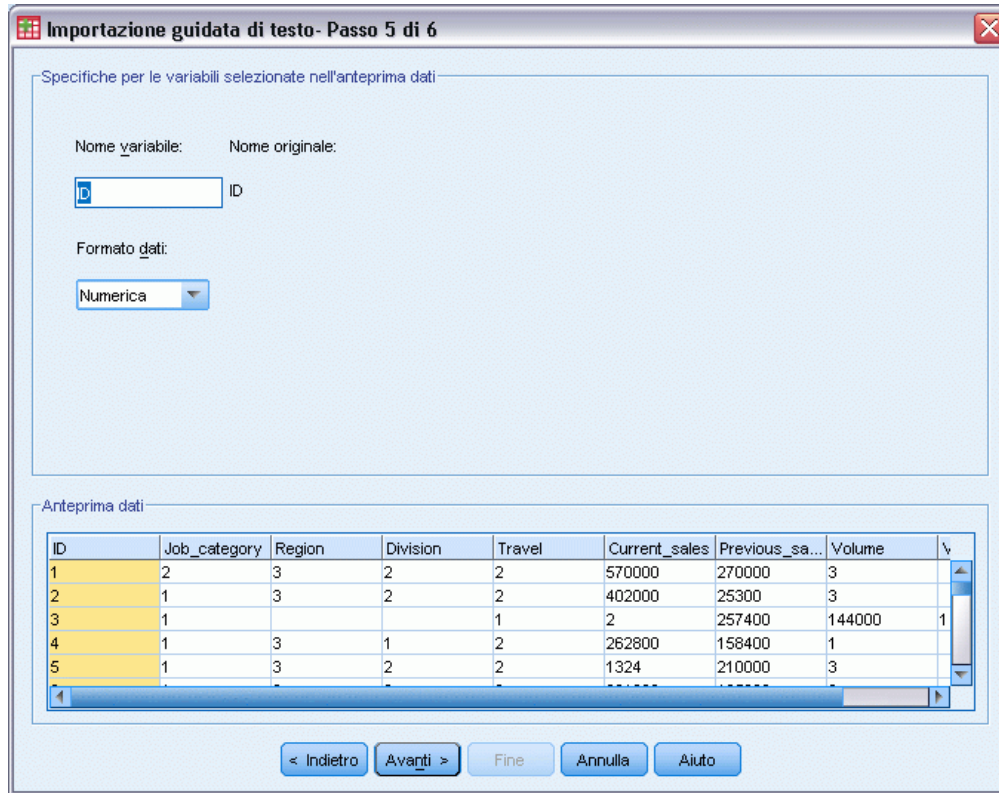 Importazione guidata di testo- Passo 5 di 6
Specifiche per le variabili selezionate nell'anteprima dati
Nome variabile: Nome originale:
ID ID
Formato dati:
Numerica
Anteprima dati
ID Job_category Region Division Travel Current_sales Previous_sa... Volume V
1 2 3 2 2 570000 270000 3
2 1 3 2 2 402000 25300 3
3 1 1 2 257400 144000 1
4 1 3 1 2 262800 158400 1
5 1 3 2 2 1324 210000 3
< Indietro Avanti > Fine Annulla Aiuto